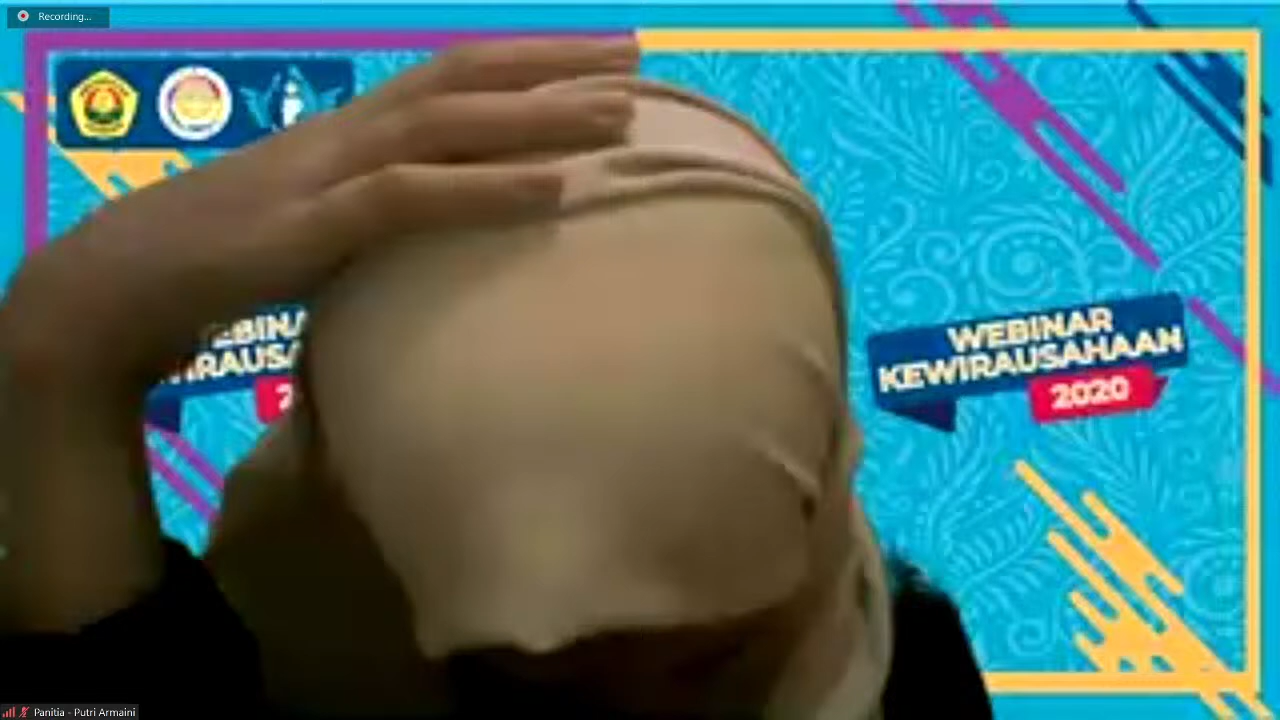 Recording...
WEBINAR
KEWIRAUSAHAAN
2020
Panitia - Putri Armaini